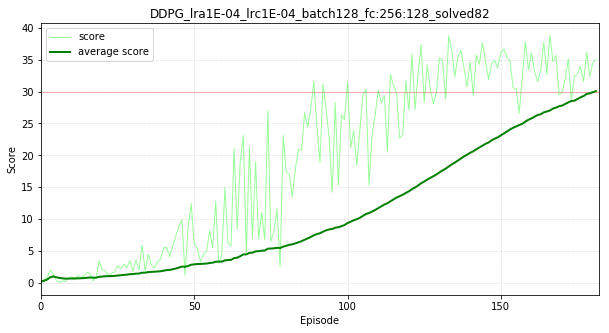 DDPG_lra1E-04_lrc1E-04_batch128_fc:256:128_solved82
score
average score
40
35
30
25
20
15
10
5
0
Score
0 50 100 150
Episode